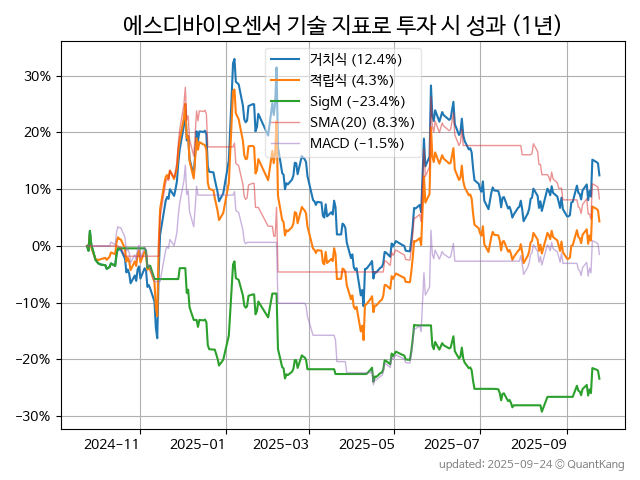 에스디바이오센서 기술 지표로 투자 시 성과 (1년)
거치식 (12.4%)
적립식 (4.3%)
SigM (−23.4%)
SMA(20) (8.3%)
MACD (−1.5%)
30%
20%
10%
0%
−10%
−20%
−30%
2024-11
2025-01
2025-03
2025-05
2025-07
2025-09
updated: 2025-09-24 © QuantKang